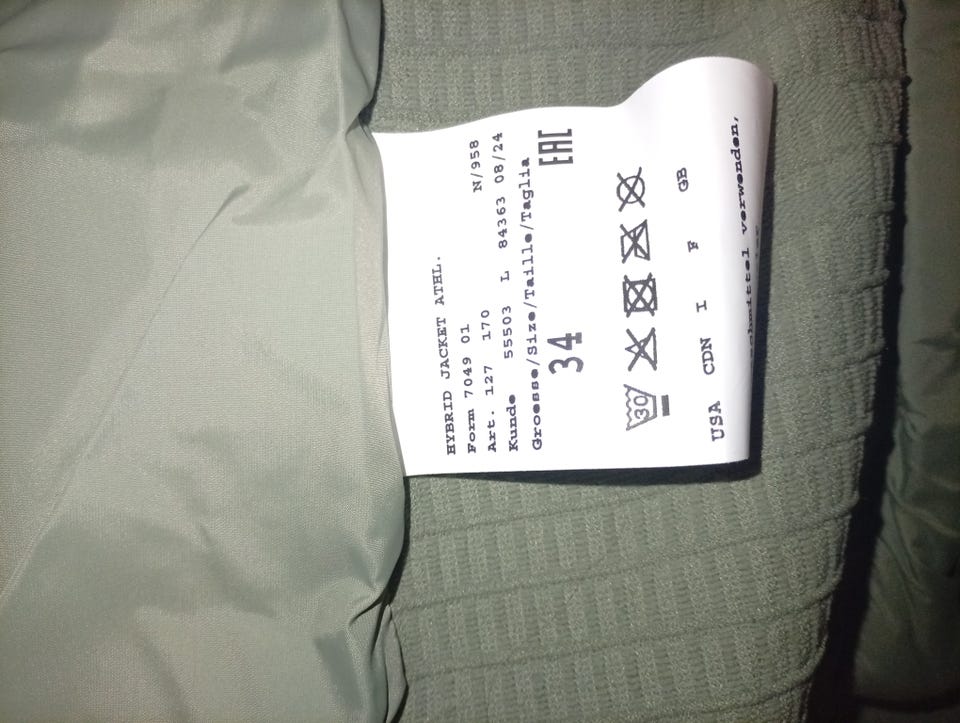 HYBRID JACKET ATHL.
Form 7049 01
Art. 127 170 N/958
Kunde 55503 L 84363 08/24
Groesse/Size/Taille/Taglia
34 EAC
30
USA CDN I F GB
verwenden,